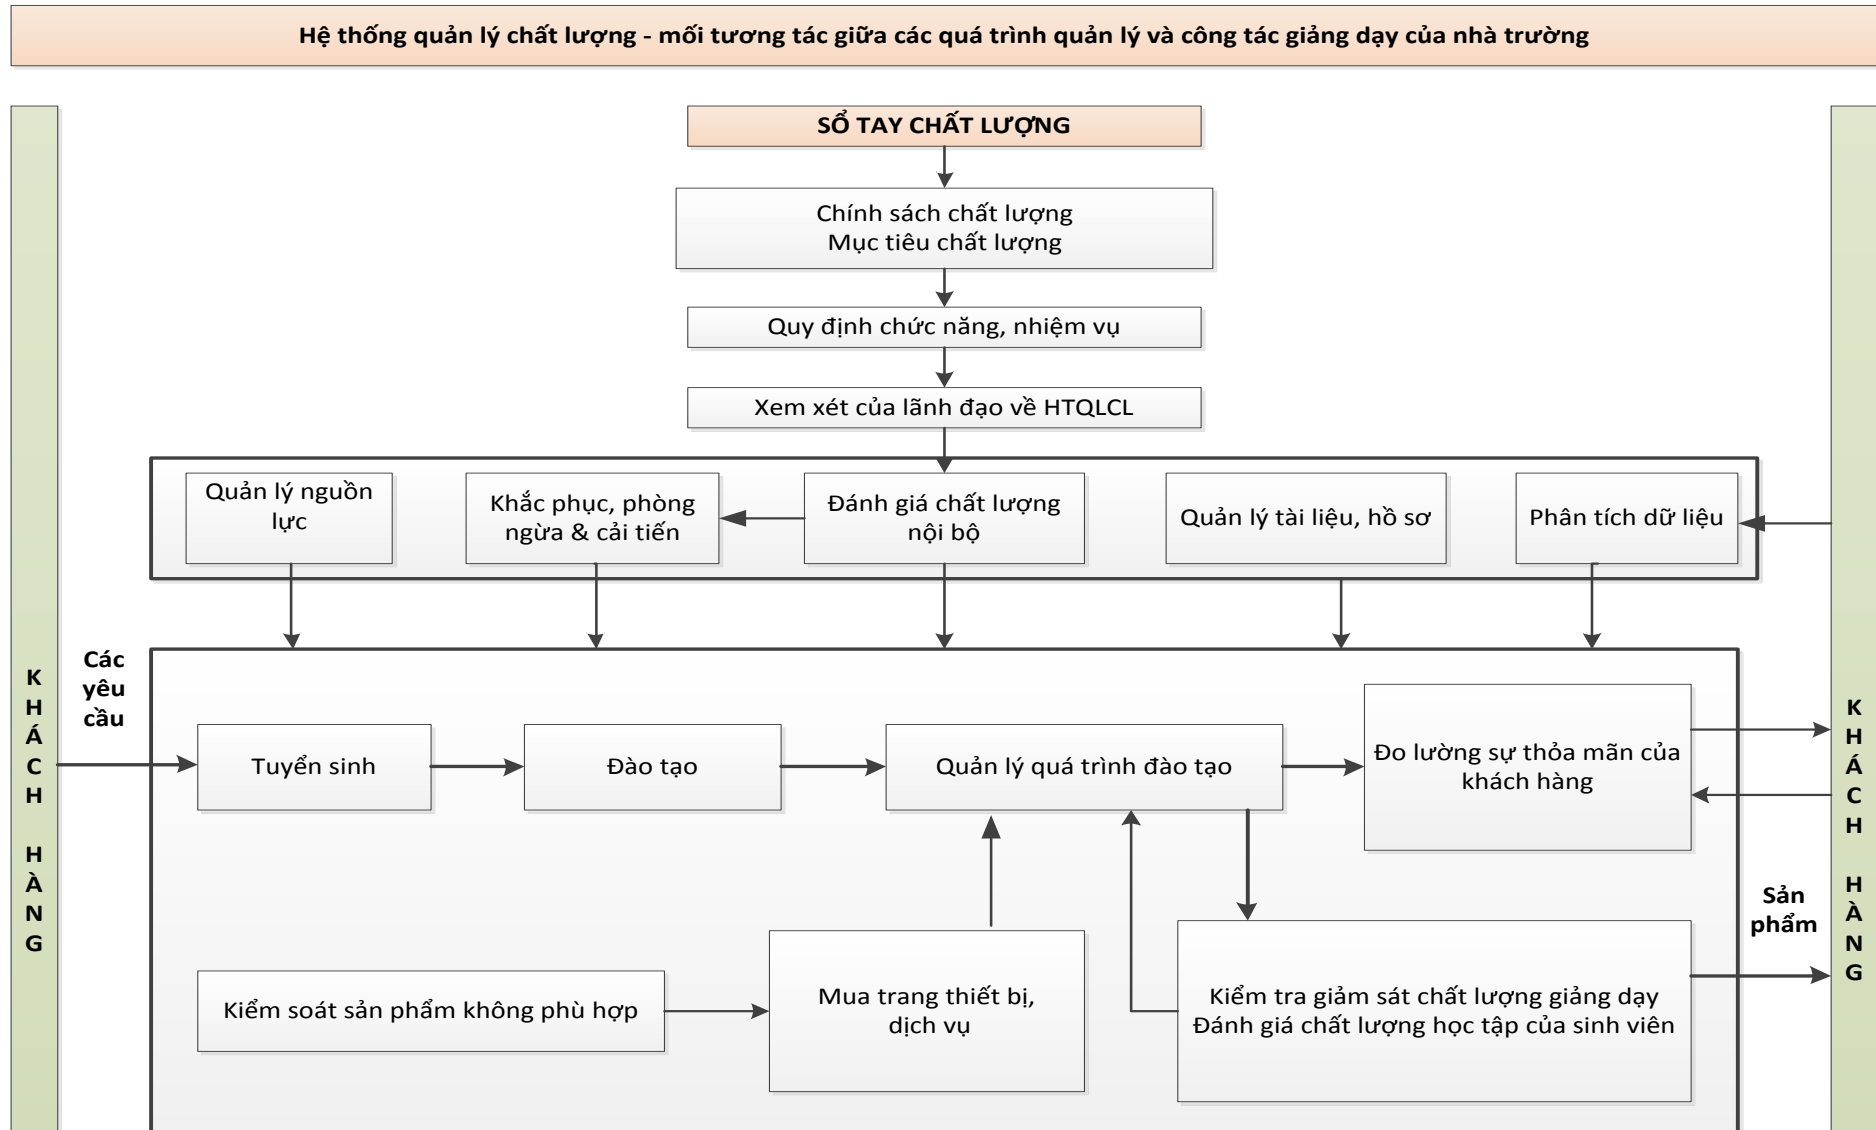 Hệ thống quản lý chất lượng - mối tương tác giữa các quá trình quản lý và công tác giảng dạy của nhà trường
SỔ TAY CHẤT LƯỢNG
Chính sách chất lượng
Mục tiêu chất lượng
Quy định chức năng, nhiệm vụ
Xem xét của lãnh đạo về HTQLCL
Quản lý nguồn
lực
Khắc phục, phòng
ngừa & cải tiến
Đánh giá chất lượng
nội bộ
Quản lý tài liệu, hồ sơ
Phân tích dữ liệu
K
H
Á
C
H
H
À
N
G
Các
yêu
cầu
Tuyển sinh
Đào tạo
Quản lý quá trình đào tạo
Đo lường sự thỏa mãn của
khách hàng
Kiểm soát sản phẩm không phù hợp
Mua trang thiết bị,
dịch vụ
Kiểm tra giảm sát chất lượng giảng dạy
Đánh giá chất lượng học tập của sinh viên
Sản
phẩm
K
H
Á
C
H
H
À
N
G